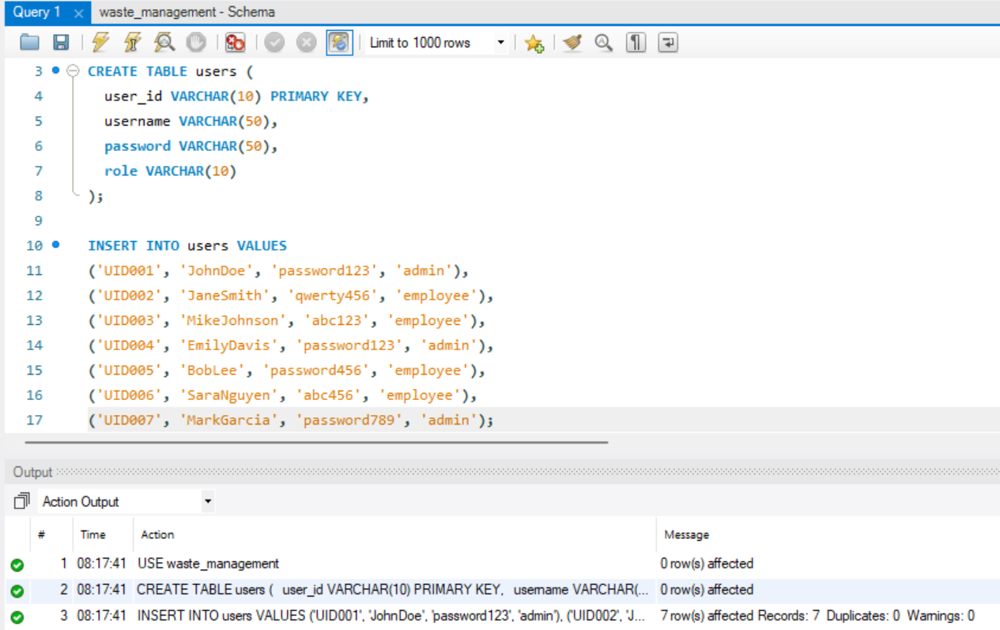 Query 1 × waste_management - Schema
Limit to 1000 rows
3 CREATE TABLE users (
4 user_id VARCHAR(10) PRIMARY KEY,
5 username VARCHAR(50),
6 password VARCHAR(50),
7 role VARCHAR(10)
8 );
9
10 INSERT INTO users VALUES
11 ('UID001', 'JohnDoe', 'password123', 'admin'),
12 ('UID002', 'JaneSmith', 'qwerty456', 'employee'),
13 ('UID003', 'MikeJohnson', 'abc123', 'employee'),
14 ('UID004', 'EmilyDavis', 'password123', 'admin'),
15 ('UID005', 'BobLee', 'password456', 'employee'),
16 ('UID006', 'SaraNguyen', 'abc456', 'employee'),
17 ('UID007', 'MarkGarcia', 'password789', 'admin');
Output
Action Output
# Time Action Message
1 08:17:41 USE waste_management 0 row(s) affected
2 08:17:41 CREATE TABLE users ( user_id VARCHAR(10) PRIMARY KEY, username VARCHAR(... 0 row(s) affected
3 08:17:41 INSERT INTO users VALUES ('UID001', 'JohnDoe', 'password123', 'admin'), ('UID002', 'J... 7 row(s) affected Records: 7 Duplicates: 0 Warnings: 0